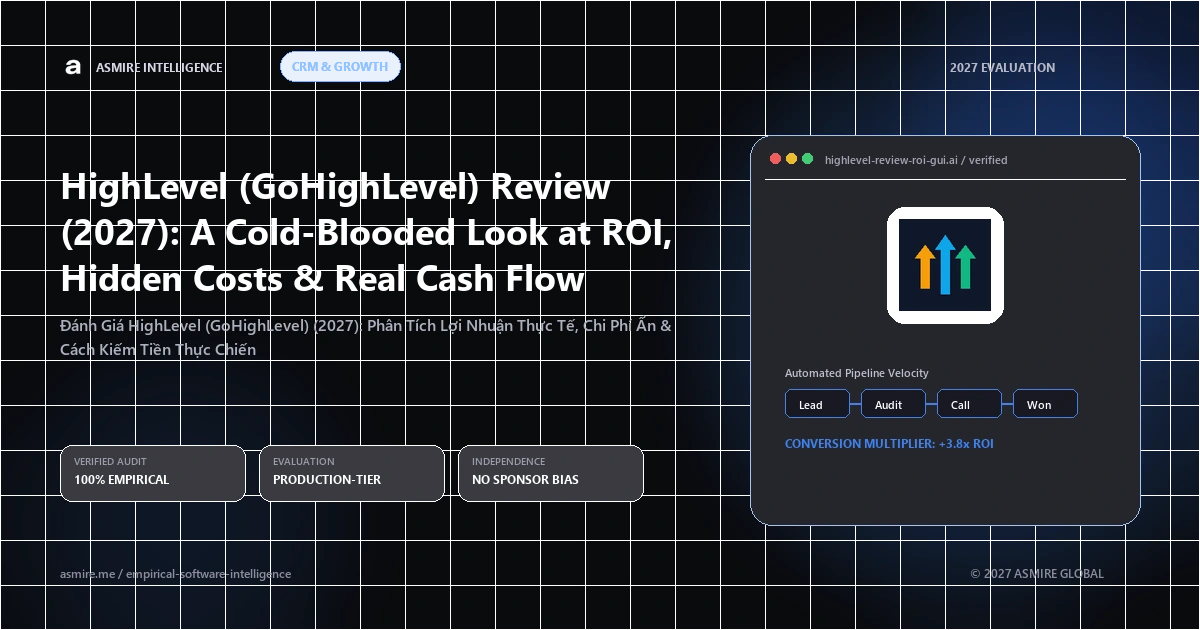 a ASMIRE INTELLIGENCE
CRM & GROWTH
2027 EVALUATION
HighLevel (GoHighLevel) Review
(2027): A Cold-Blooded Look at ROI,
Hidden Costs & Real Cash Flow
Đánh Giá HighLevel (GoHighLevel) (2027): Phân Tích Lợi Nhuận Thực Tế, Chi Phí Ẩn &
Cách Kiếm Tiền Thực Chiến
VERIFIED AUDIT
100% EMPIRICAL
EVALUATION
PRODUCTION-TIER
INDEPENDENCE
NO SPONSOR BIAS
highlevel-review-roi-gui.ai / verified
Automated Pipeline Velocity
Lead Audit Call Won
CONVERSION MULTIPLIER: +3.8x ROI
asmire.me / empirical-software-intelligence
© 2027 ASMIRE GLOBAL